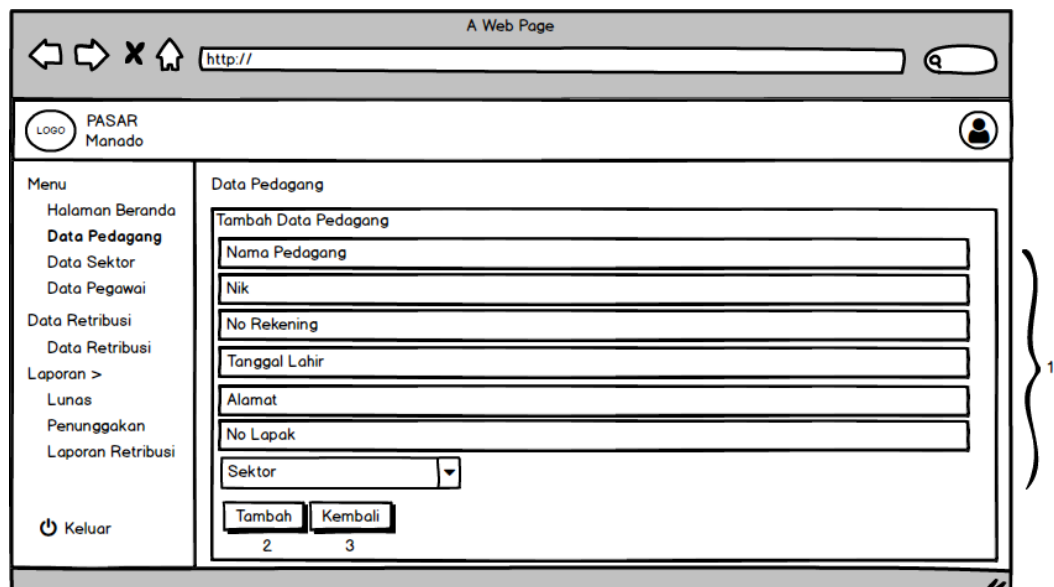 A Web Page
http://
LOGO
PASAR
Manado
Menu
Halaman Beranda
Data Pedagang
Data Sektor
Data Pegawai
Data Retribusi
Data Retribusi
Laporan >
Lunas
Penunggakan
Laporan Retribusi
Keluar
Data Pedagang
Tambah Data Pedagang
Nama Pedagang
Nik
No Rekening
Tanggal Lahir
Alamat
No Lapak
Sektor
Tambah Kembali
2 3
1